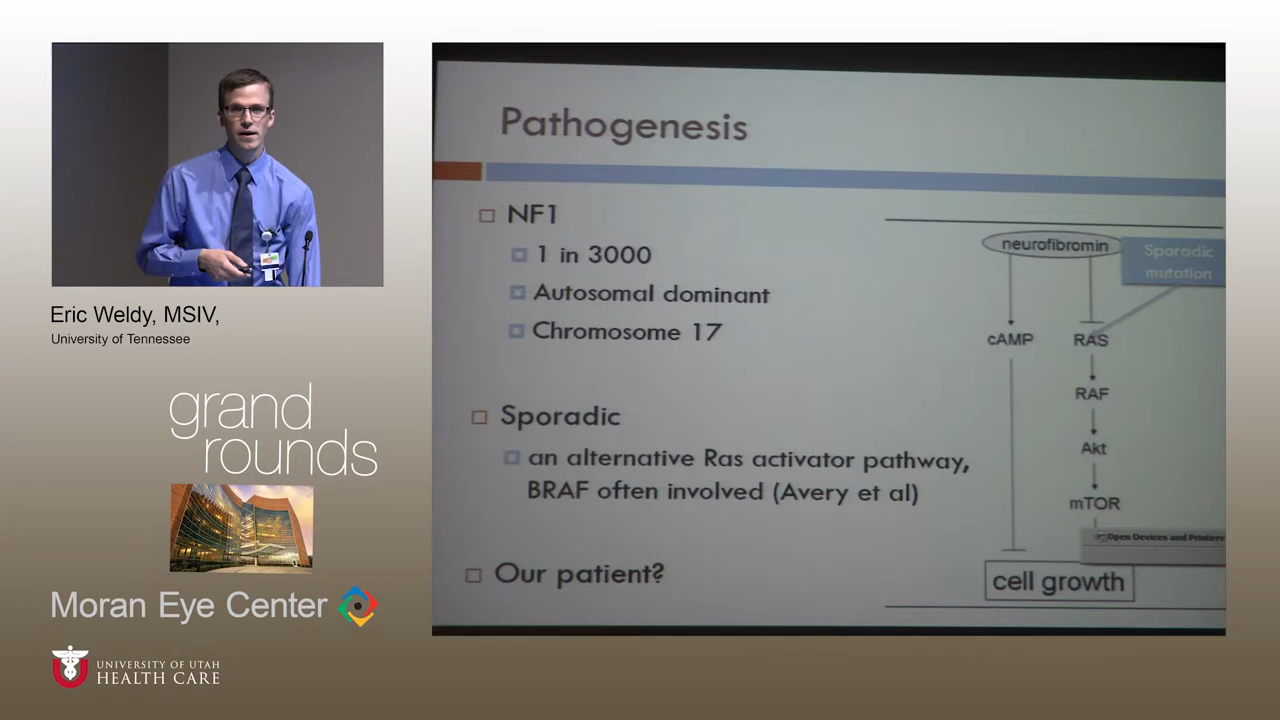 Eric Weldy, MSIV,
University of Tennessee
grand
rounds
Moran Eye Center
UNIVERSITY OF UTAH
HEALTH CARE
Pathogenesis
NF1
1 in 3000
Autosomal dominant
Chromosome 17
Sporadic
an alternative Ras activator pathway,
BRAF often involved (Avery et al)
Our patient?
neurofibromin
Sporadic
mutation
cAMP
RAS
RAF
Akt
mTOR
Open Devices and Printers
cell growth